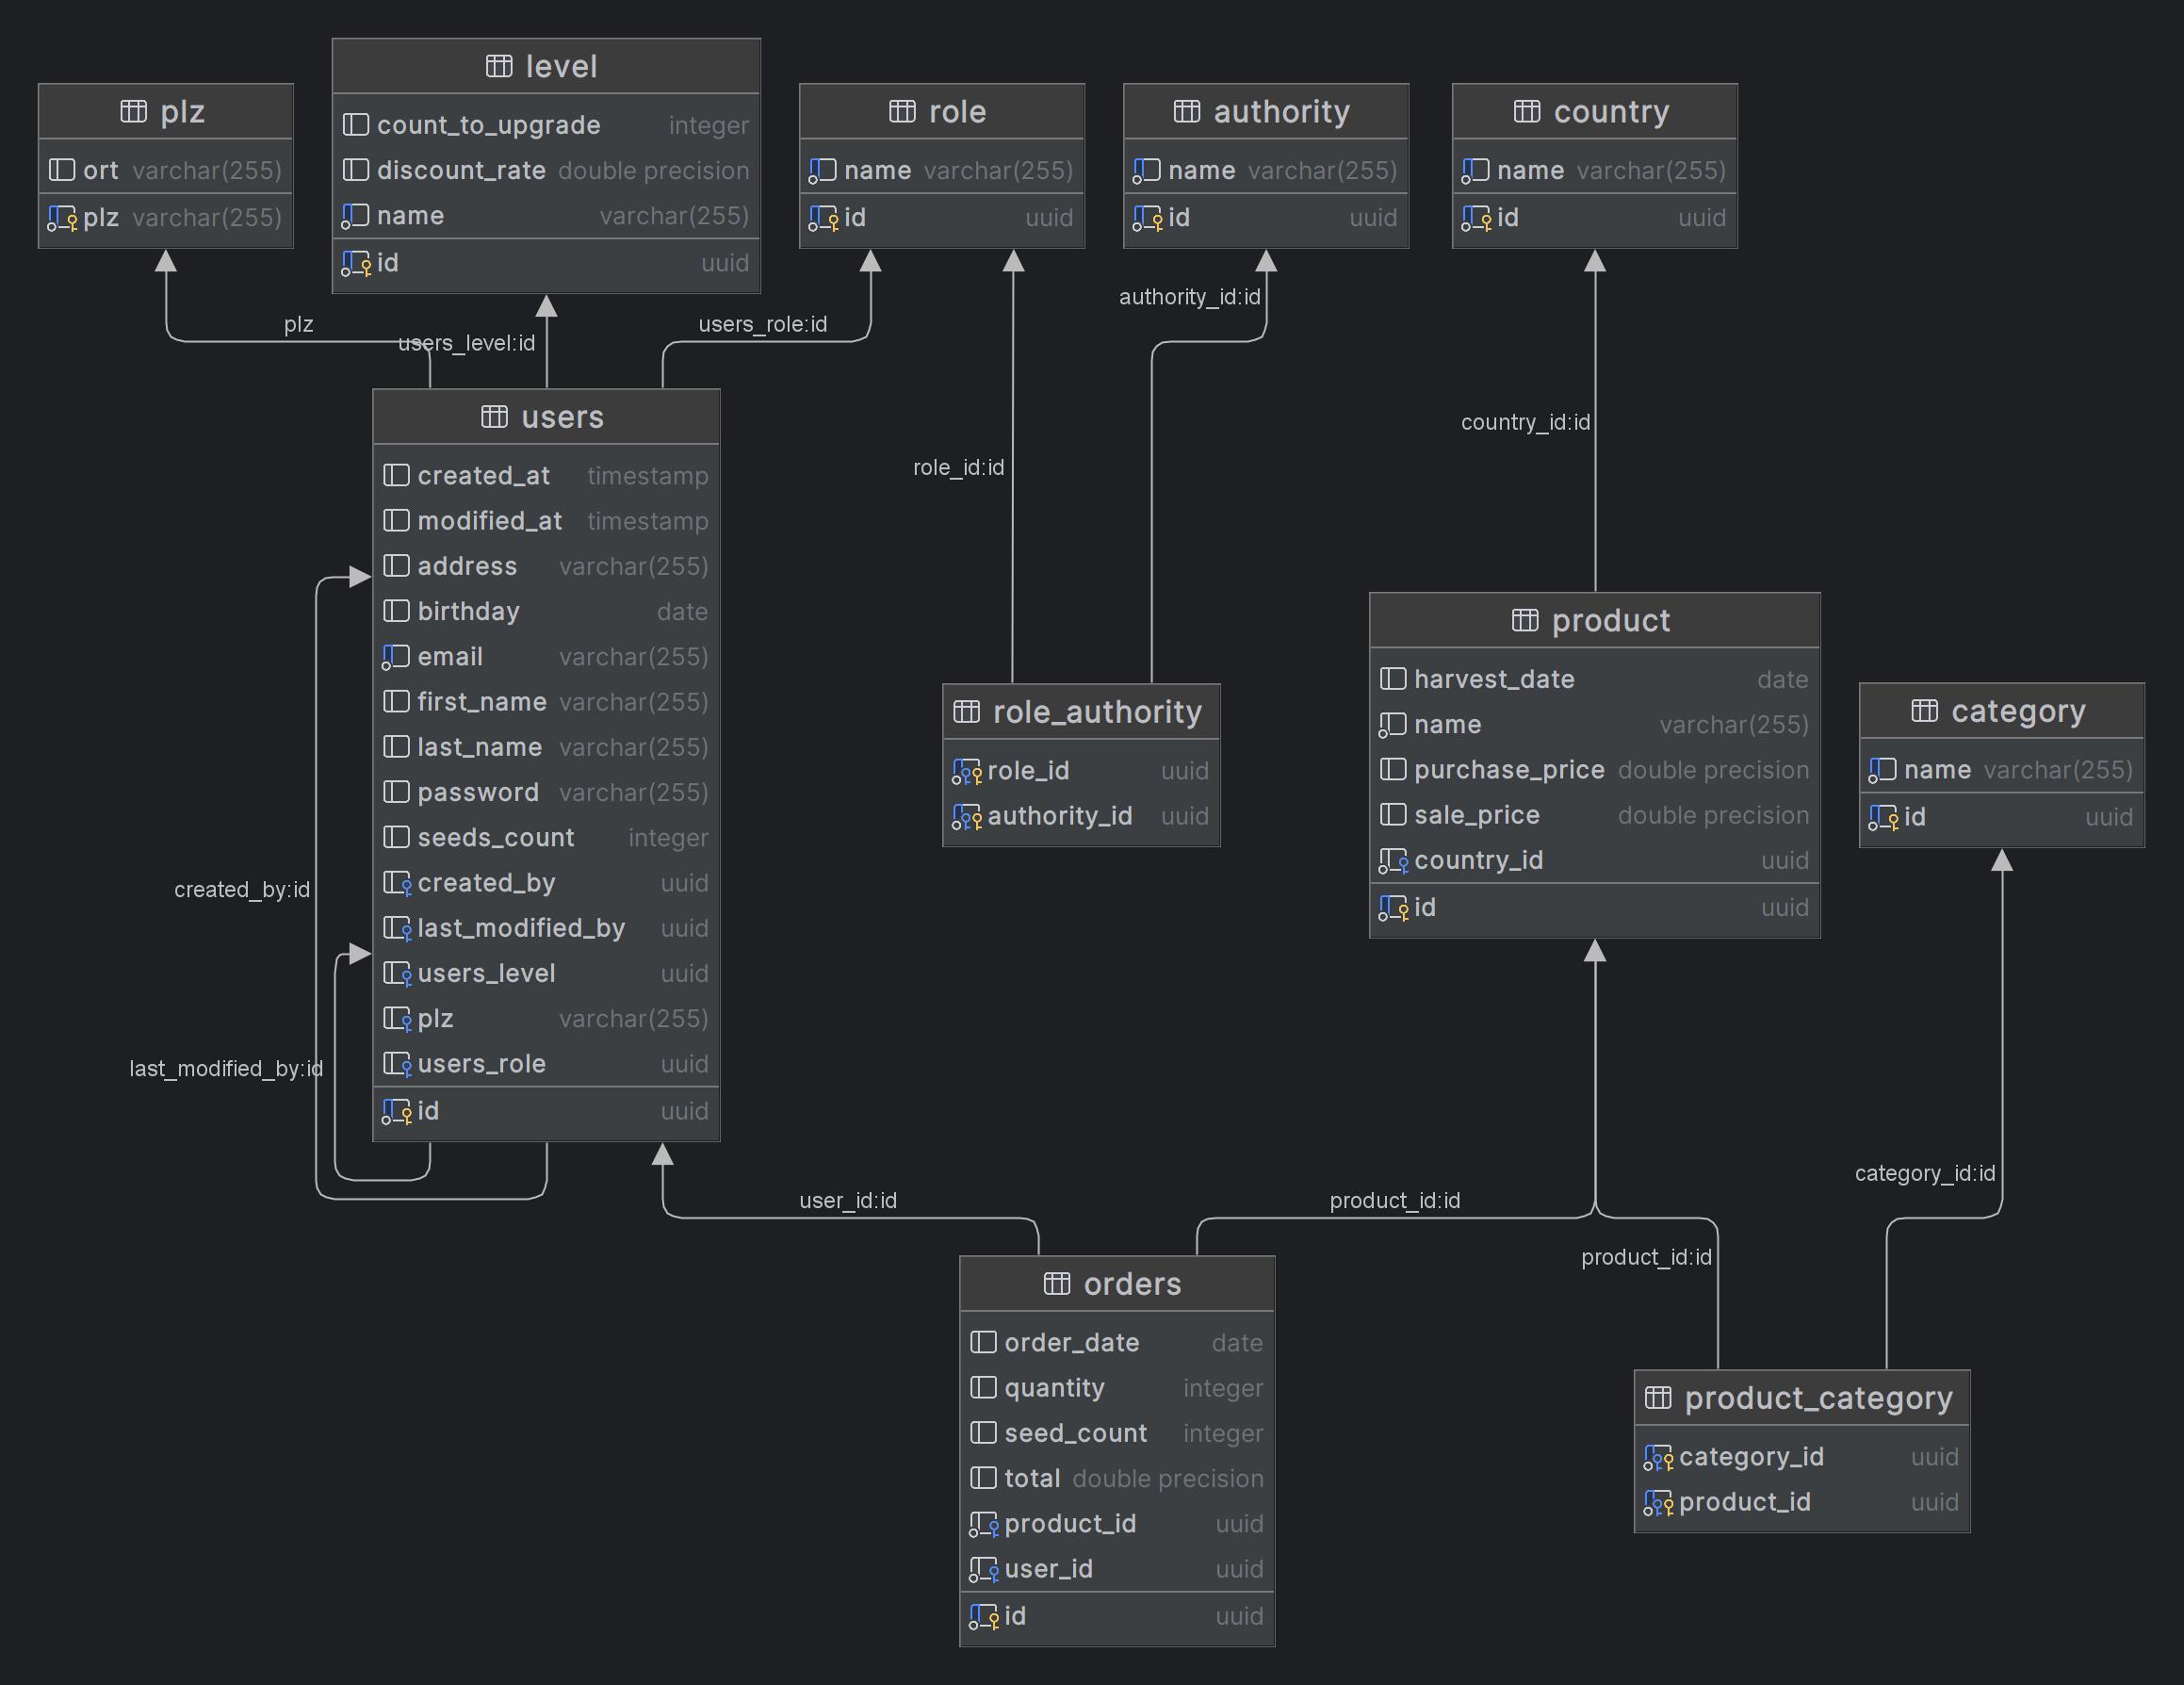 plz
ort varchar(255)
plz varchar(255)
level
count_to_upgrade integer
discount_rate double precision
name varchar(255)
id uuid
role
name varchar(255)
id uuid
authority
name varchar(255)
id uuid
country
name varchar(255)
id uuid
plz
users_level:id
users_role:id
authority_id:id
role_id:id
country_id:id
users
created_at timestamp
modified_at timestamp
address varchar(255)
birthday date
email varchar(255)
first_name varchar(255)
last_name varchar(255)
password varchar(255)
seeds_count integer
created_by uuid
last_modified_by uuid
users_level uuid
plz varchar(255)
users_role uuid
id uuid
created_by:id
last_modified_by:id
role_authority
role_id uuid
authority_id uuid
product
harvest_date date
name varchar(255)
purchase_price double precision
sale_price double precision
country_id uuid
id uuid
category
name varchar(255)
id uuid
user_id:id
product_id:id
product_id:id
category_id:id
orders
order_date date
quantity integer
seed_count integer
total double precision
product_id uuid
user_id uuid
id uuid
product_category
category_id uuid
product_id uuid